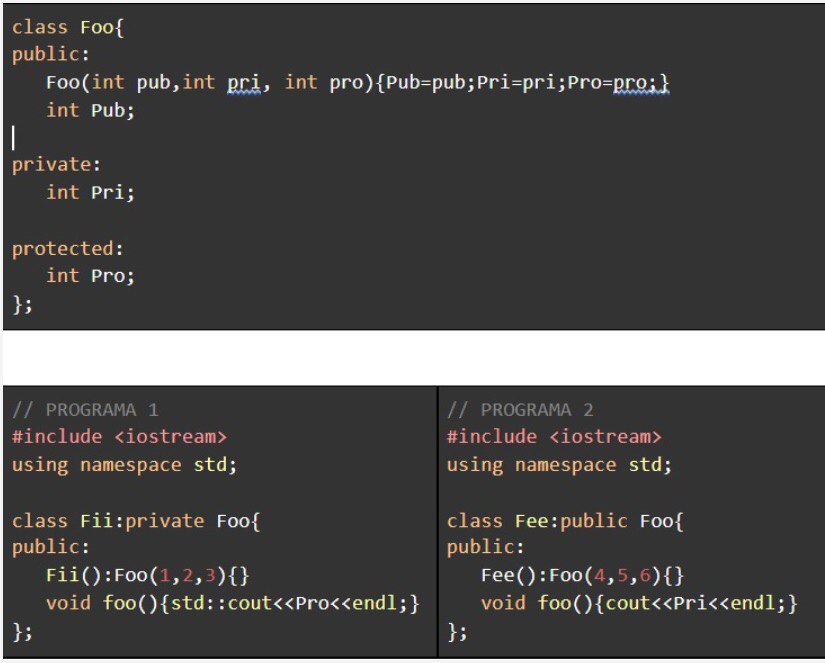 class Foo{
public:
   Foo(int pub,int pri, int pro){Pub=pub;Pri=pri;Pro=pro;}
   int Pub;
private:
   int Pri;
protected:
   int Pro;
};
// PROGRAMA 1
#include <iostream>
using namespace std;
class Fii:private Foo{
public:
   Fii():Foo(1,2,3){}
   void foo(){std::cout<<Pro<<endl;}
};
// PROGRAMA 2
#include <iostream>
using namespace std;
class Fee:public Foo{
public:
   Fee():Foo(4,5,6){}
   void foo(){cout<<Pri<<endl;}
};